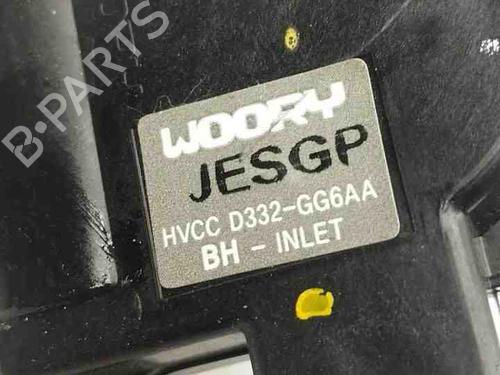 B·PARTS
WOORY
JESGP
HVCC D332-GG6AA
BH - INLET